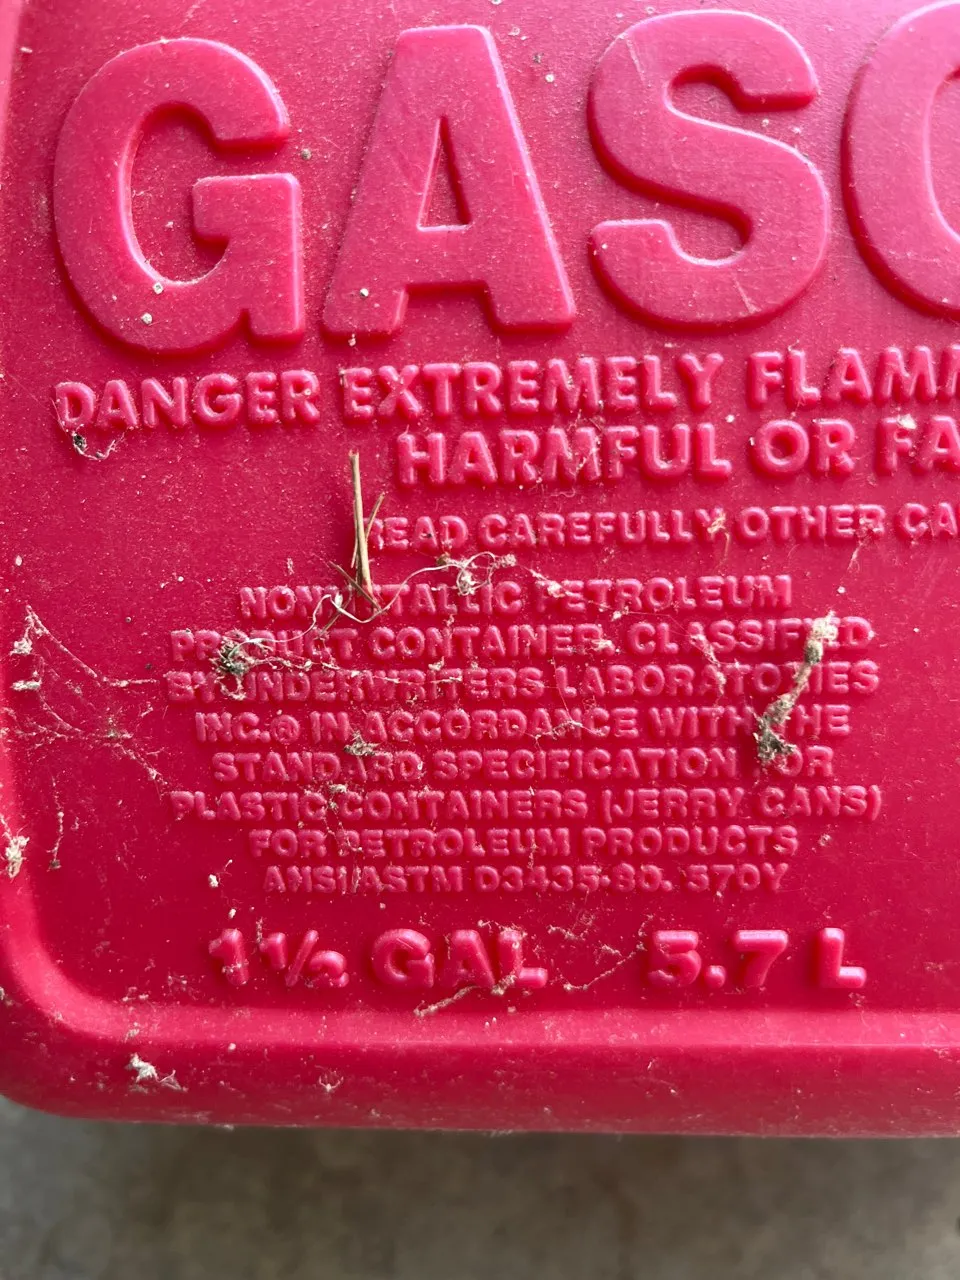 GASO
DANGER EXTREMELY FLAMM
HARMFUL OR FA
READ CAREFULLY OTHER CA
NONMETALLIC PETROLEUM
PRODUCT CONTAINER. CLASSIFIED
BY UNDERWRITERS LABORATORIES
INC.® IN ACCORDANCE WITH THE
STANDARD SPECIFICATION FOR
PLASTIC CONTAINERS (JERRY CANS)
FOR PETROLEUM PRODUCTS
ANSI/ASTM D3435-80. 570Y
1 1/2 GAL 5.7 L